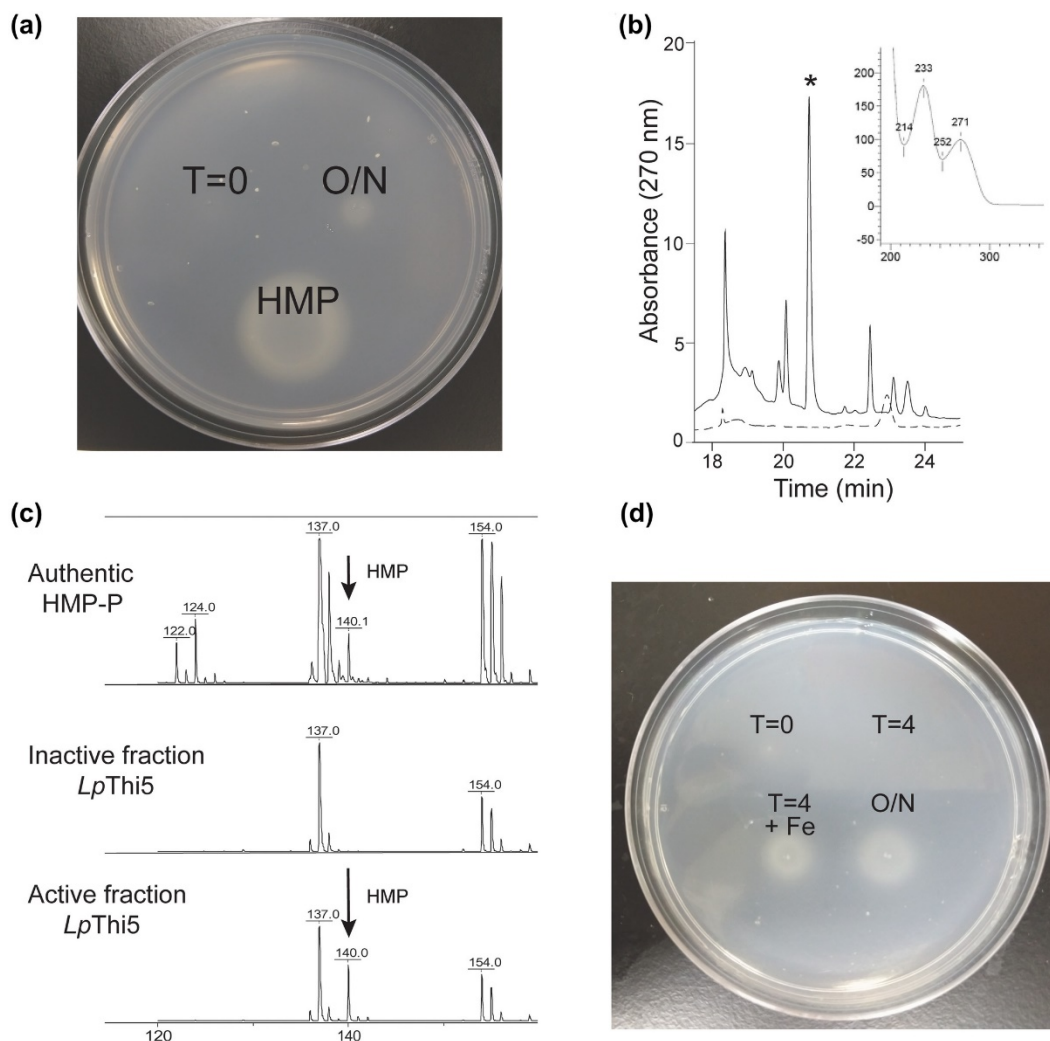 (a)
T=0 O/N
HMP
(b)
20
15
10
5
0
Absorbance (270 nm)
18 20 22 24
Time (min)
*
200
150
100
50
0
-50
200 300
214
233
252
271
(c)
Authentic
HMP-P
122.0
124.0
137.0
HMP
140.1
154.0
Inactive fraction
LpThi5
137.0
154.0
Active fraction
LpThi5
137.0
HMP
140.0
154.0
120 140
(d)
T=0 T=4
T=4 O/N
+ Fe